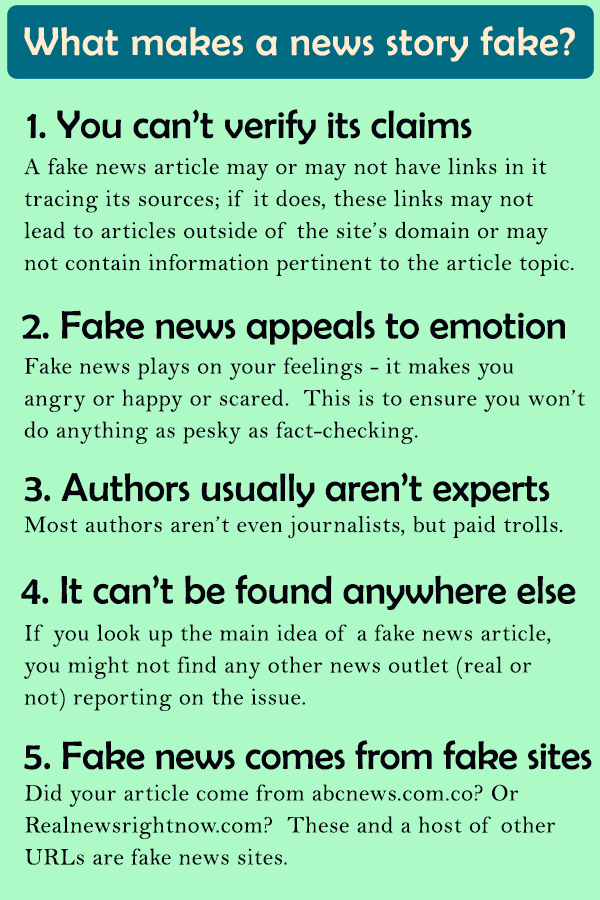 What makes a news story fake?
1. You can't verify its claims
A fake news article may or may not have links in it
tracing its sources; if it does, these links may not
lead to articles outside of the site's domain or may
not contain information pertinent to the article topic.
2. Fake news appeals to emotion
Fake news plays on your feelings - it makes you
angry or happy or scared. This is to ensure you won't
do anything as pesky as fact-checking.
3. Authors usually aren't experts
Most authors aren't even journalists, but paid trolls.
4. It can't be found anywhere else
If you look up the main idea of a fake news article,
you might not find any other news outlet (real or
not) reporting on the issue.
5. Fake news comes from fake sites
Did your article come from abcnews.com.co? Or
Realnewsrightnow.com? These and a host of other
URLs are fake news sites.